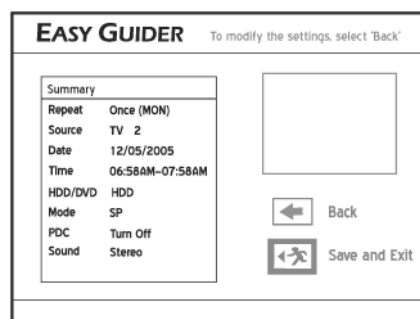 EASY GUIDER To modify the settings, select 'Back'
Summary
Repeat Once (MON)
Source TV 2
Date 12/05/2005
Time 06:58AM~07:58AM
HDD/DVD HDD
Mode SP
PDC Turn Off
Sound Stereo
Back
Save and Exit